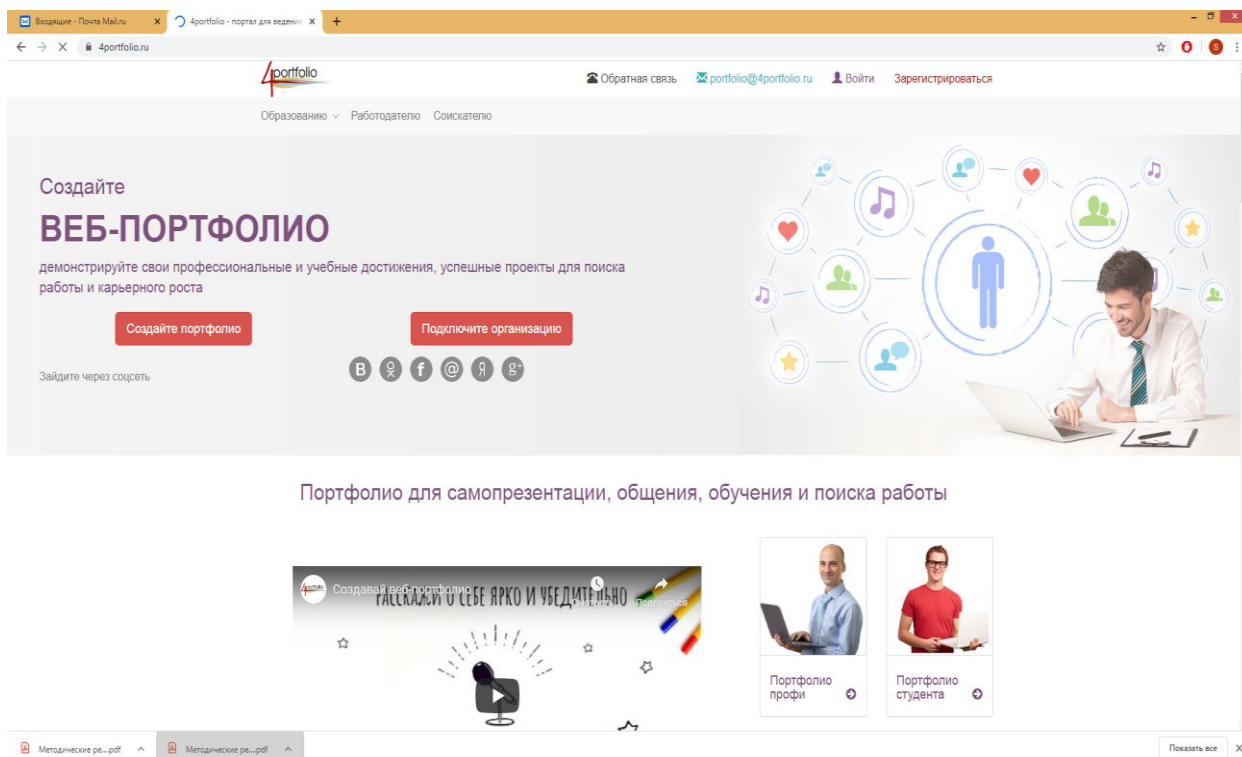 Входящие - Почта Mail.ru
4portfolio - портал для ведени
4portfolio.ru
4portfolio
Обратная связь
portfolio@4portfolio.ru
Войти
Зарегистрироваться
Образованию
Работодателю
Соискателю
Создайте
ВЕБ-ПОРТФОЛИО
демонстрируйте свои профессиональные и учебные достижения, успешные проекты для поиска
работы и карьерного роста
Создайте портфолио
Подключите организацию
Зайдите через соцсеть
Портфолио для самопрезентации, общения, обучения и поиска работы
Создавай веб-портфолио
РАССКАЖИ О СЕБЕ ЯРКО И УБЕДИТЕЛЬНО
Поделиться
Портфолио
профи
Портфолио
студента
Методические ре....pdf
Методические ре....pdf
Показать все